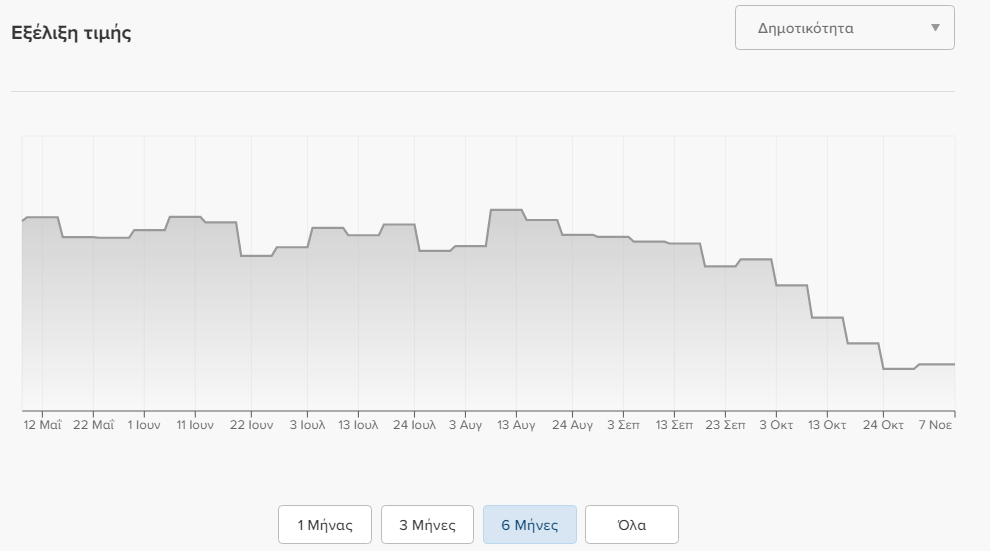 Εξέλιξη τιμής
Δημοτικότητα
12 Μαΐ 22 Μαΐ 1 Ιουν 11 Ιουν 22 Ιουν 3 Ιουλ 13 Ιουλ 24 Ιουλ 3 Αυγ 13 Αυγ 24 Αυγ 3 Σεπ 13 Σεπ 23 Σεπ 3 Οκτ 13 Οκτ 24 Οκτ 7 Νοε
1 Μήνας 3 Μήνες 6 Μήνες Όλα